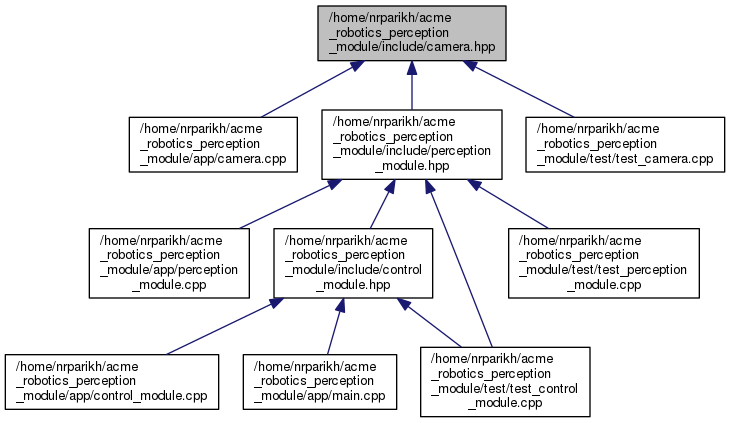 /home/nrparikh/acme
_robotics_perception
_module/include/camera.hpp
/home/nrparikh/acme
_robotics_perception
_module/app/camera.cpp
/home/nrparikh/acme
_robotics_perception
_module/include/perception
_module.hpp
/home/nrparikh/acme
_robotics_perception
_module/test/test_camera.cpp
/home/nrparikh/acme
_robotics_perception
_module/app/perception
_module.cpp
/home/nrparikh/acme
_robotics_perception
_module/include/control
_module.hpp
/home/nrparikh/acme
_robotics_perception
_module/test/test_perception
_module.cpp
/home/nrparikh/acme
_robotics_perception
_module/app/control_module.cpp
/home/nrparikh/acme
_robotics_perception
_module/app/main.cpp
/home/nrparikh/acme
_robotics_perception
_module/test/test_control
_module.cpp